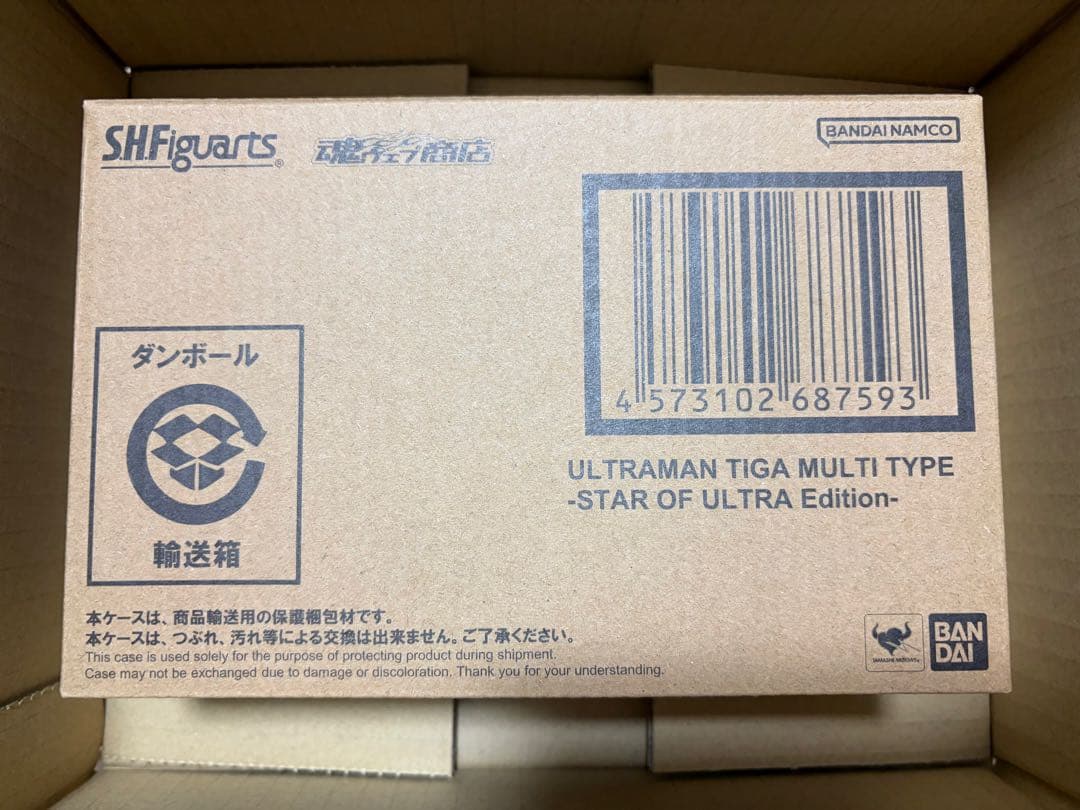 S.H.Figuarts®
魂ウェブ商店
BANDAI NAMCO
4 573102 687593
ULTRAMAN TIGA MULTI TYPE
-STAR OF ULTRA Edition-
ダンボール
輸送箱
本ケースは、商品輸送用の保護梱包材です。
本ケースは、つぶれ、汚れ等による交換は出来ません。ご了承ください。
This case is used solely for the purpose of protecting product during shipment.
Case may not be exchanged due to damage or discoloration. Thank you for your understanding.
TAMASHII NATIONS
BAN
DAI